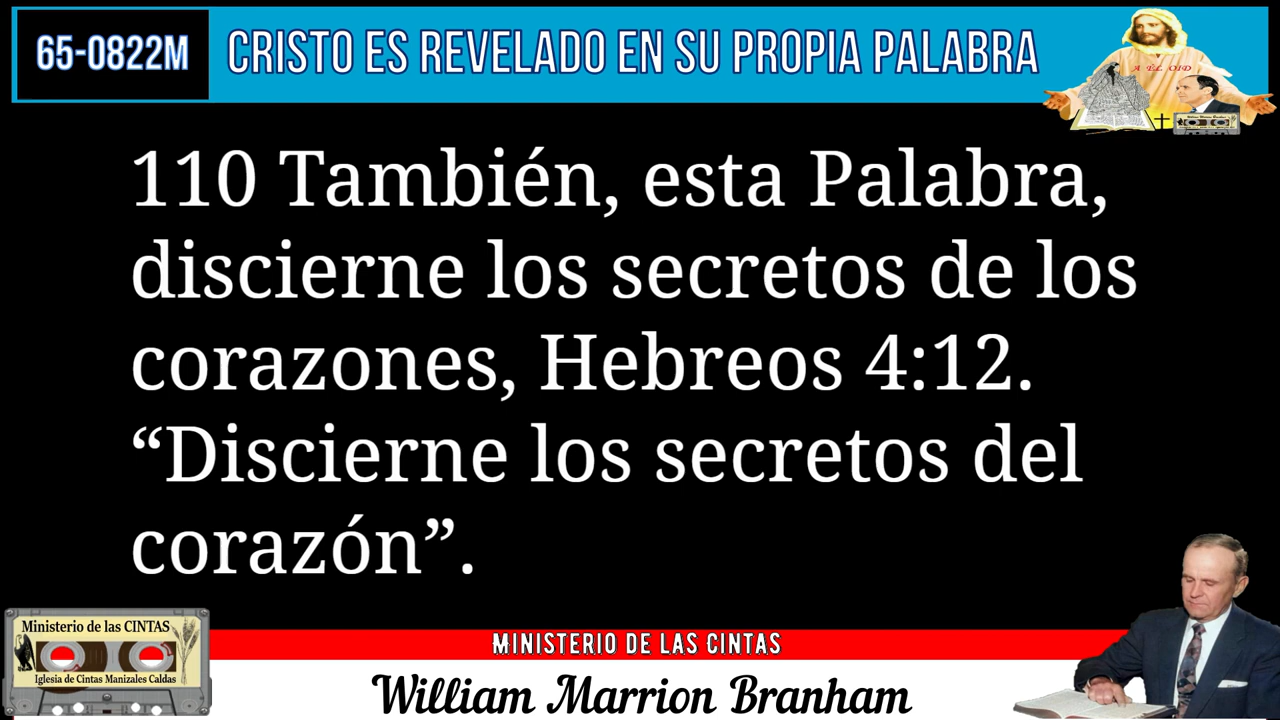 65-0822M
CRISTO ES REVELADO EN SU PROPIA PALABRA
A ÉL OID
110 También, esta Palabra,
discierne los secretos de los
corazones, Hebreos 4:12.
“Discierne los secretos del
corazón”.
Ministerio de las CINTAS
Iglesia de Cintas Manizales Caldas
MINISTERIO DE LAS CINTAS
William Marrion Branham